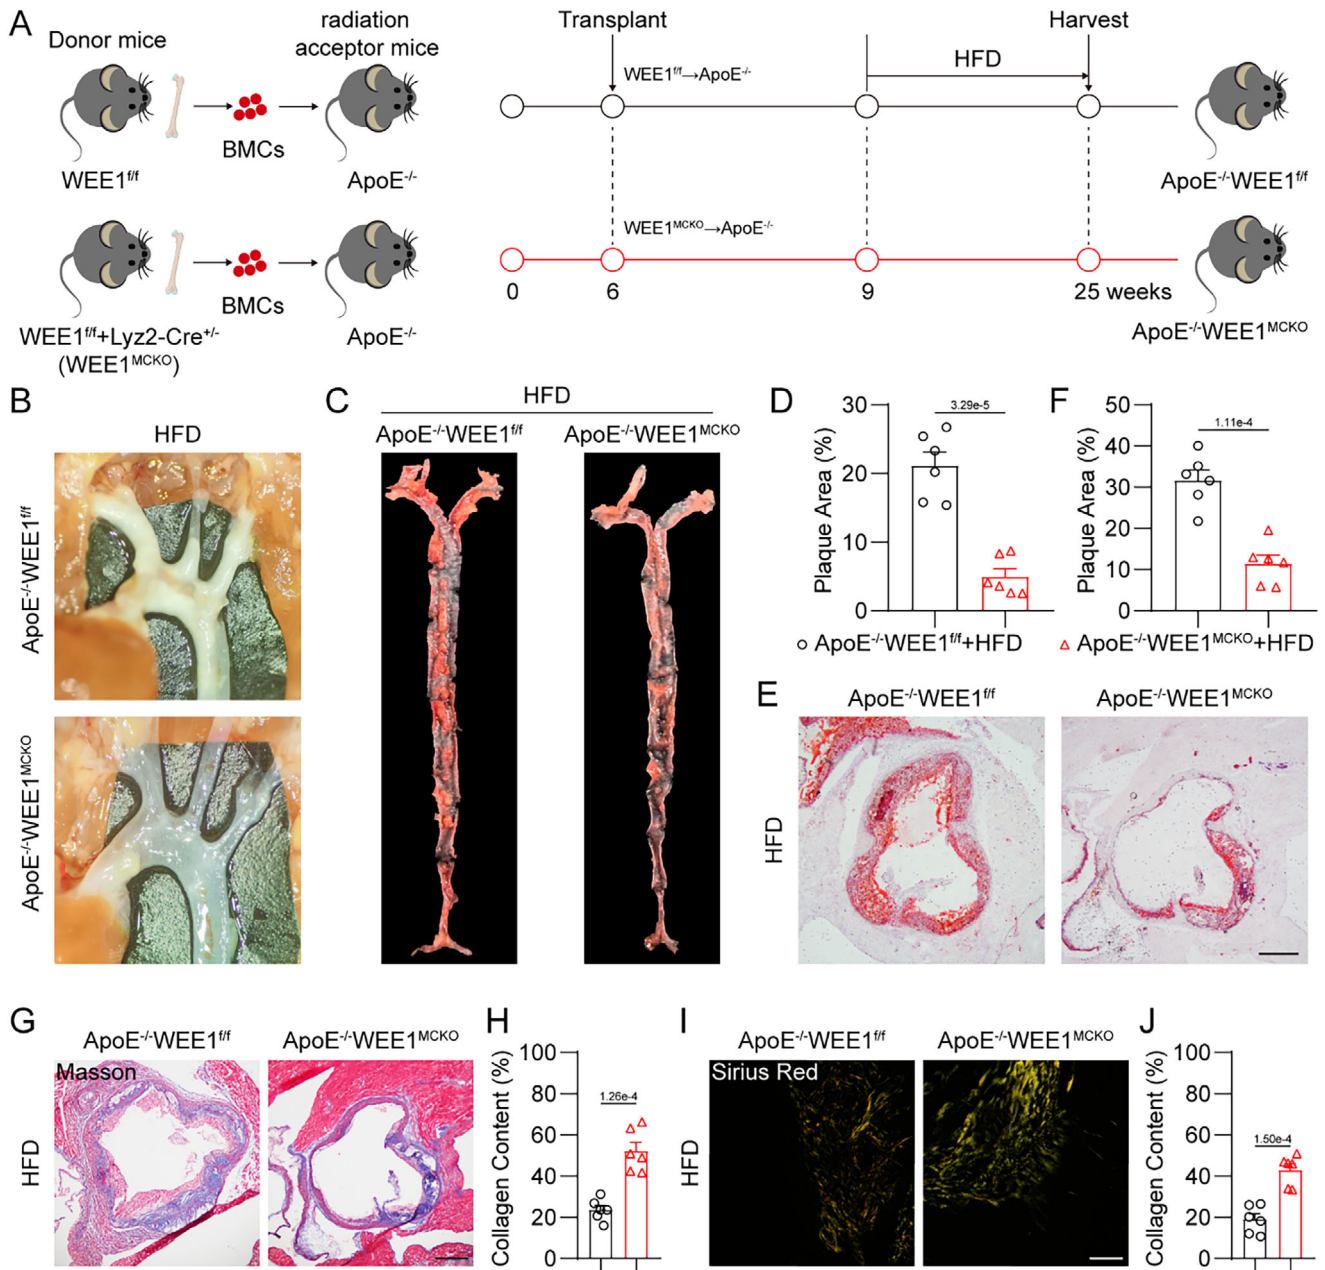 A
Donor mice
radiation
acceptor mice
BMCs
WEE1f/f
ApoE-/-
BMCs
WEE1f/f+Lyz2-Cre+/-
(WEE1MCKO)
ApoE-/-
Transplant
Harvest
WEE1f/f→ApoE-/-
HFD
ApoE-/-WEE1f/f
WEE1MCKO→ApoE-/-
0
6
9
25 weeks
ApoE-/-WEE1MCKO
B
HFD
ApoE-/-WEE1f/f
ApoE-/-WEE1MCKO
C
HFD
ApoE-/-WEE1f/f
ApoE-/-WEE1MCKO
D
Plaque Area (%)
30
20
10
0
3.29e-5
F
Plaque Area (%)
50
40
30
20
10
0
1.11e-4
ApoE-/-WEE1f/f+HFD
ApoE-/-WEE1MCKO+HFD
E
ApoE-/-WEE1f/f
ApoE-/-WEE1MCKO
HFD
G
ApoE-/-WEE1f/f
ApoE-/-WEE1MCKO
HFD
Masson
H
Collagen Content (%)
100
80
60
40
20
0
1.26e-4
I
ApoE-/-WEE1f/f
ApoE-/-WEE1MCKO
HFD
Sirius Red
J
Collagen Content (%)
100
80
60
40
20
0
1.50e-4